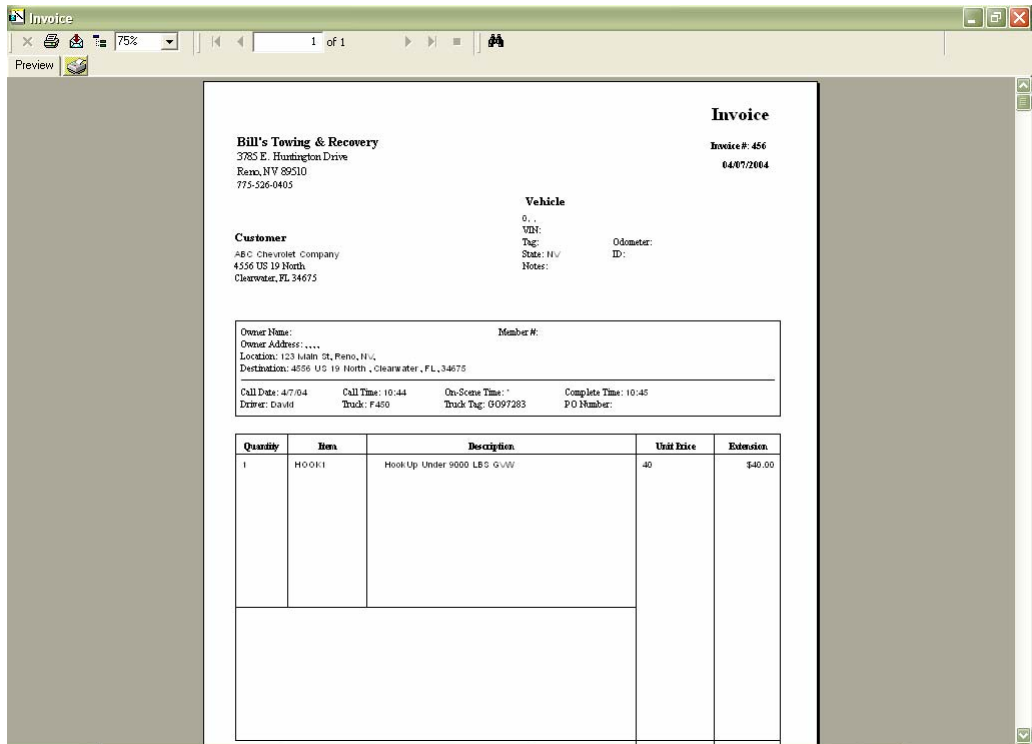 Invoice
75%
1 of 1
Preview
Invoice
Bill's Towing & Recovery
3785 E. Huntington Drive
Reno, NV 89510
775-526-0405
Invoice #: 456
04/07/2004
Vehicle
0, ,
VIN:
Tag: Odometer:
State: NV ID:
Notes:
Customer
ABC Chevrolet Company
4556 US 19 North
Clearwater, FL 34675
Owner Name: Member #:
Owner Address: , , , ,
Location: 123 Main St, Reno, NV,
Destination: 4556 US 19 North , Clearwater , FL, 34675
Call Date: 4/7/04 Call Time: 10:44 On-Scene Time: ' Complete Time: 10:45
Driver: David Truck: F450 Truck Tag: GO97283 PO Number:
Quantity Item Description Unit Price Extension
1 HOOK1 HookUp Under 9000 LBS GVW 40 $40.00